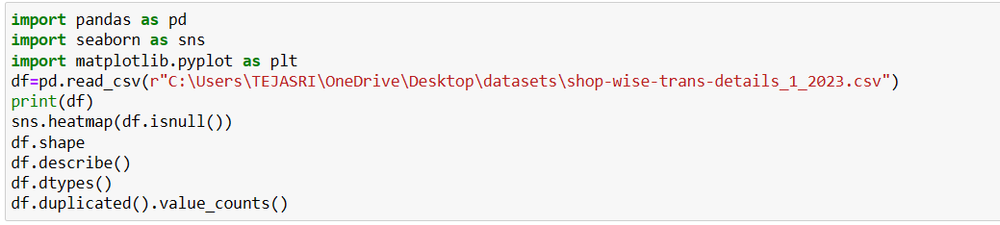 import pandas as pd
import seaborn as sns
import matplotlib.pyplot as plt
df=pd.read_csv(r"C:\Users\TEJASRI\OneDrive\Desktop\datasets\shop-wise-trans-details_1_2023.csv")
print(df)
sns.heatmap(df.isnull())
df.shape
df.describe()
df.dtypes()
df.duplicated().value_counts()